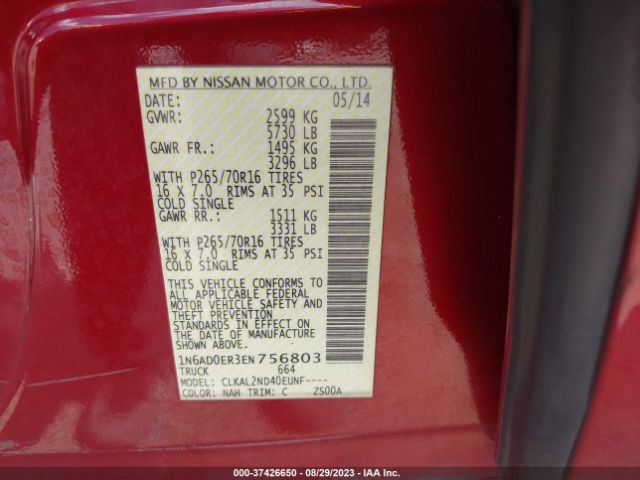 MFD BY NISSAN MOTOR CO., LTD.
DATE: 05/14
GVWR: 2599 KG
5730 LB
GAWR FR.: 1495 KG
3296 LB
WITH P265/70R16 TIRES
16 X 7.0 RIMS AT 35 PSI
COLD SINGLE
GAWR RR.: 1511 KG
3331 LB
WITH P265/70R16 TIRES
16 X 7.0 RIMS AT 35 PSI
COLD SINGLE
THIS VEHICLE CONFORMS TO
ALL APPLICABLE FEDERAL
MOTOR VEHICLE SAFETY AND
THEFT PREVENTION
STANDARDS IN EFFECT ON
THE DATE OF MANUFACTURE
SHOWN ABOVE.
1N6AD0ER3EN756803
TRUCK 664
MODEL: CLKAL2ND40EUNF----
COLOR: NAH TRIM: C ZS00A
000-37426650 - 08/29/2023 - IAA Inc.